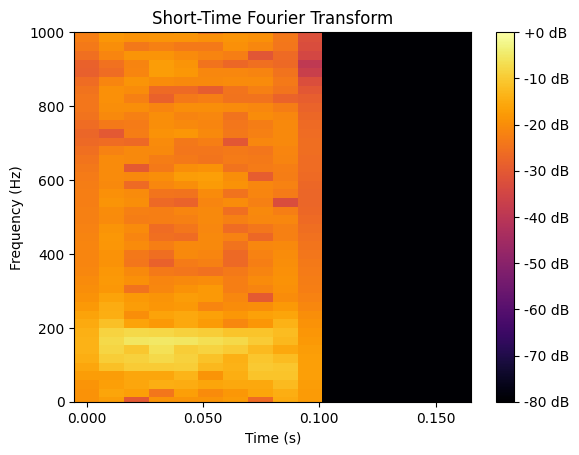 Short-Time Fourier Transform
1000
800
600
400
200
0
Frequency (Hz)
0.000
0.050
0.100
0.150
Time (s)
+0 dB
-10 dB
-20 dB
-30 dB
-40 dB
-50 dB
-60 dB
-70 dB
-80 dB